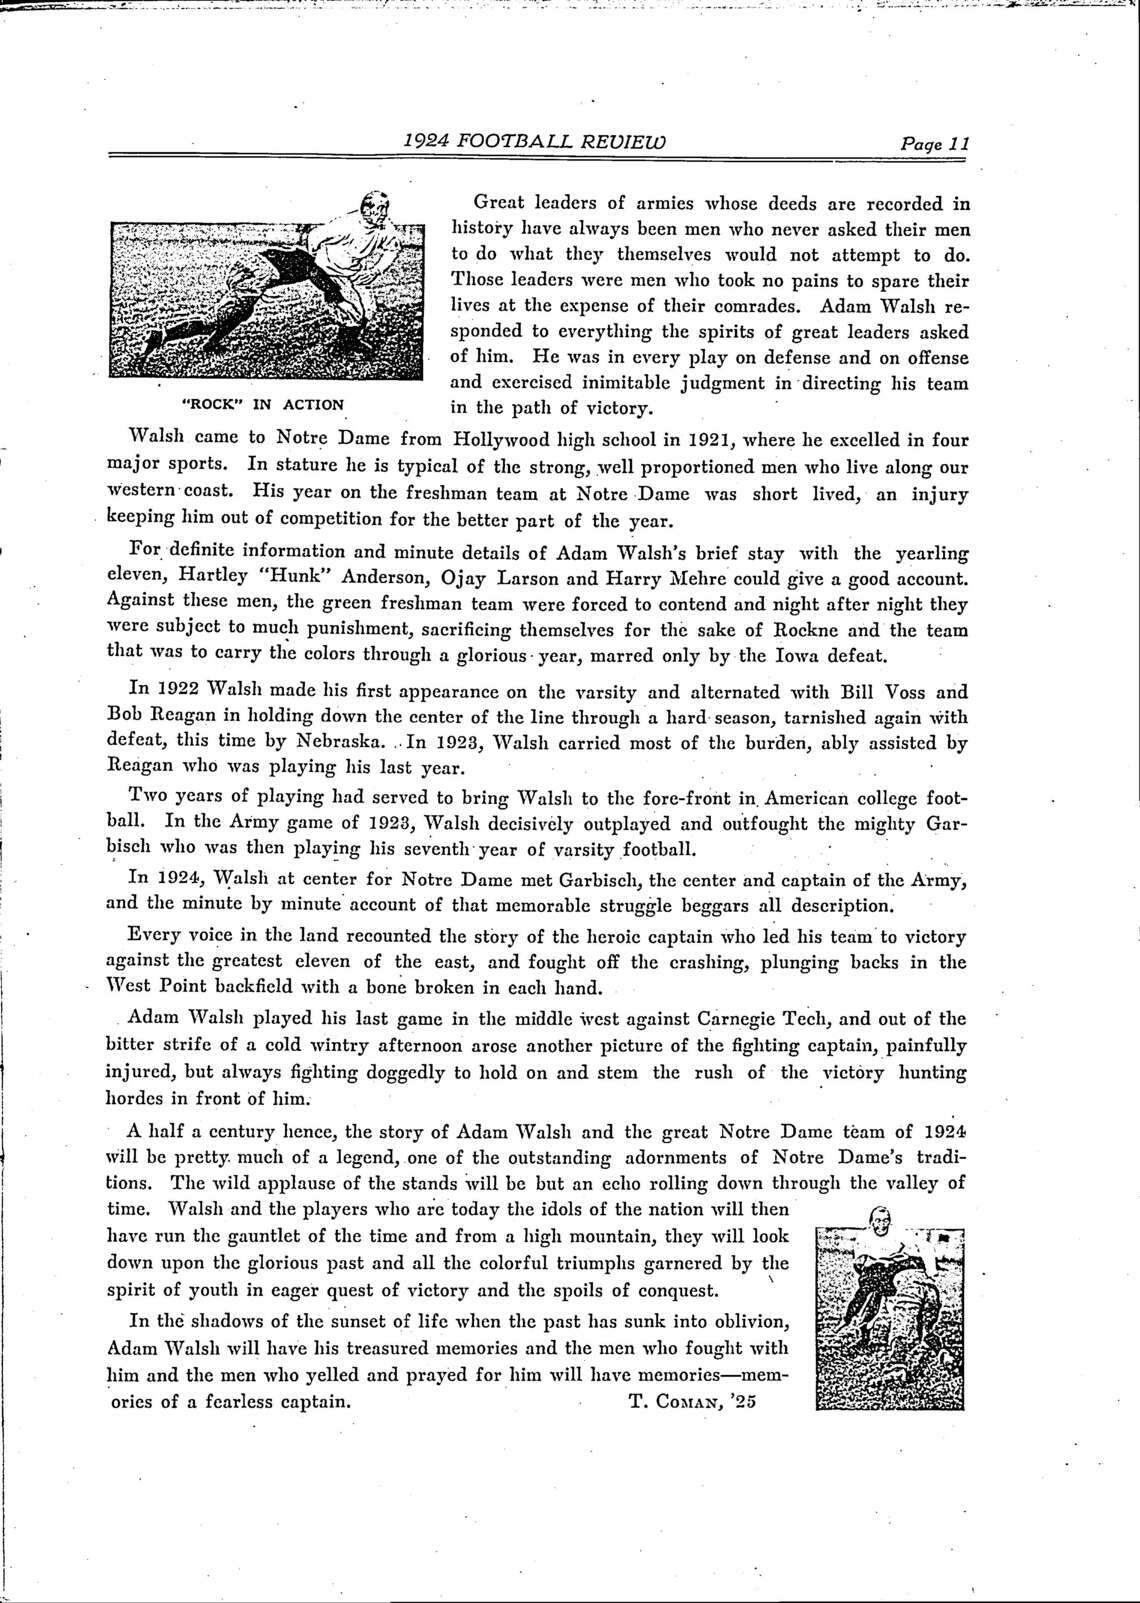 1924 FOOTBALL REVIEW Page 11
Great leaders of armies whose deeds are recorded in
history have always been men who never asked their men
to do what they themselves would not attempt to do.
Those leaders were men who took no pains to spare their
lives at the expense of their comrades. Adam Walsh re-
sponded to everything the spirits of great leaders asked
of him. He was in every play on defense and on offense
and exercised inimitable judgment in directing his team
in the path of victory.
"ROCK" IN ACTION
Walsh came to Notre Dame from Hollywood high school in 1921, where he excelled in four
major sports. In stature he is typical of the strong, well proportioned men who live along our
western coast. His year on the freshman team at Notre Dame was short lived, an injury
keeping him out of competition for the better part of the year.
For definite information and minute details of Adam Walsh's brief stay with the yearling
eleven, Hartley "Hunk" Anderson, Ojay Larson and Harry Mehre could give a good account.
Against these men, the green freshman team were forced to contend and night after night they
were subject to much punishment, sacrificing themselves for the sake of Rockne and the team
that was to carry the colors through a glorious year, marred only by the Iowa defeat.
In 1922 Walsh made his first appearance on the varsity and alternated with Bill Voss and
Bob Reagan in holding down the center of the line through a hard season, tarnished again with
defeat, this time by Nebraska. In 1923, Walsh carried most of the burden, ably assisted by
Reagan who was playing his last year.
Two years of playing had served to bring Walsh to the fore-front in American college foot-
ball. In the Army game of 1923, Walsh decisively outplayed and outfought the mighty Gar-
bisch who was then playing his seventh year of varsity football.
In 1924, Walsh at center for Notre Dame met Garbisch, the center and captain of the Army,
and the minute by minute account of that memorable struggle beggars all description.
Every voice in the land recounted the story of the heroic captain who led his team to victory
against the greatest eleven of the east, and fought off the crashing, plunging backs in the
West Point backfield with a bone broken in each hand.
Adam Walsh played his last game in the middle west against Carnegie Tech, and out of the
bitter strife of a cold wintry afternoon arose another picture of the fighting captain, painfully
injured, but always fighting doggedly to hold on and stem the rush of the victory hunting
hordes in front of him.
A half a century hence, the story of Adam Walsh and the great Notre Dame team of 1924
will be pretty much of a legend, one of the outstanding adornments of Notre Dame's tradi-
tions. The wild applause of the stands will be but an echo rolling down through the valley of
time. Walsh and the players who are today the idols of the nation will then
have run the gauntlet of the time and from a high mountain, they will look
down upon the glorious past and all the colorful triumphs garnered by the
spirit of youth in eager quest of victory and the spoils of conquest.
In the shadows of the sunset of life when the past has sunk into oblivion,
Adam Walsh will have his treasured memories and the men who fought with
him and the men who yelled and prayed for him will have memories—mem-
ories of a fearless captain. T. COMAN, '25